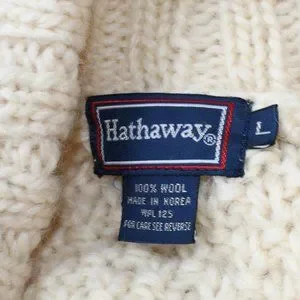 Hathaway®
L
100% WOOL
MADE IN KOREA
WPL 125
FOR CARE SEE REVERSE